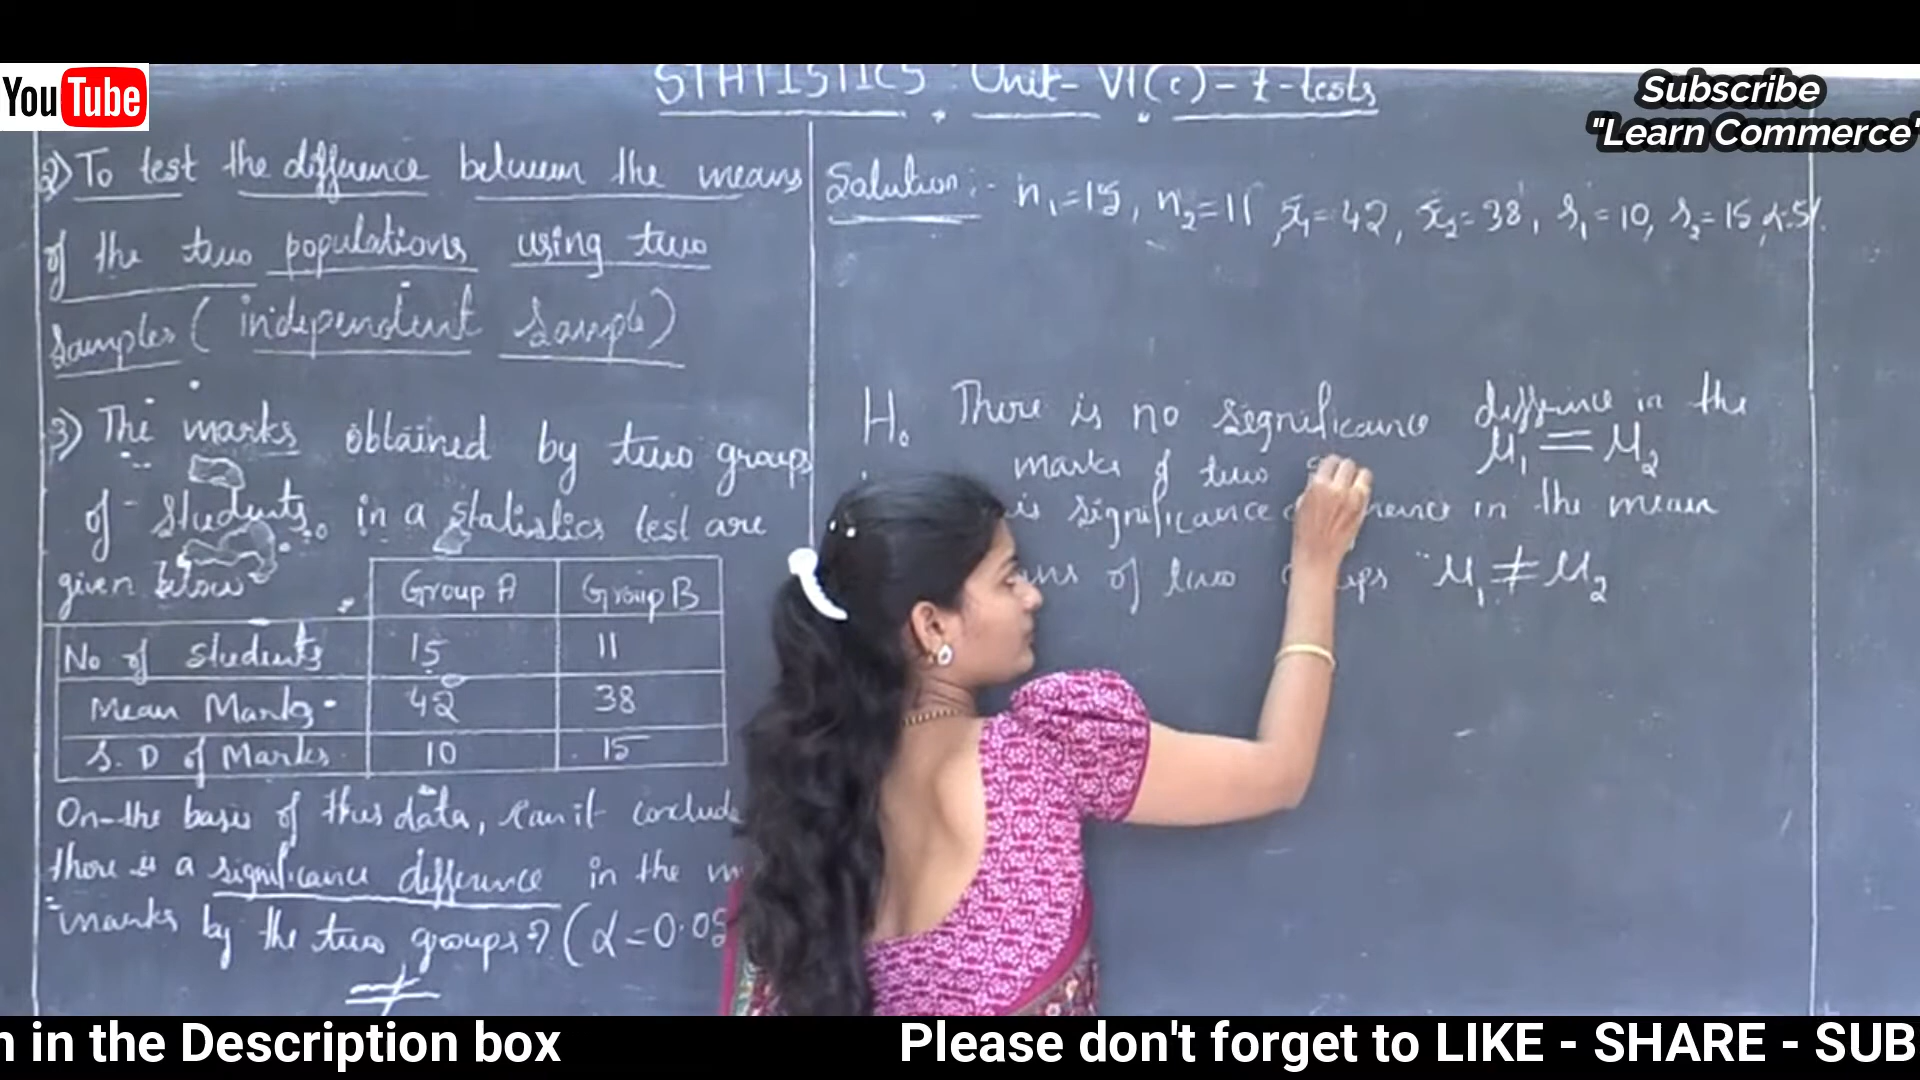 STATISTICS : Unit - VI (c) - t - tests
YouTube
Subscribe
"Learn Commerce"
2) To test the difference between the means
of the two populations using two
Samples (independent Sample)
3) The marks obtained by two groups
of students in a statistics test are
given below
Group A Group B
No of students 15 11
Mean Marks 42 38
S.D of Marks 10 15
On the basis of this data, can it conclude
there is a significance difference in the m
marks by the two groups? (α = 0.05
Solution :- n₁ = 15, n₂ = 11, x̄₁ = 42, x̄₂ = 38, s₁ = 10, s₂ = 15, α 5%.
H₀ There is no significance difference in the
marks of two μ₁ = μ₂
is significance in the mean
of two μ₁ ≠ μ₂
n in the Description box Please don't forget to LIKE - SHARE - SUB